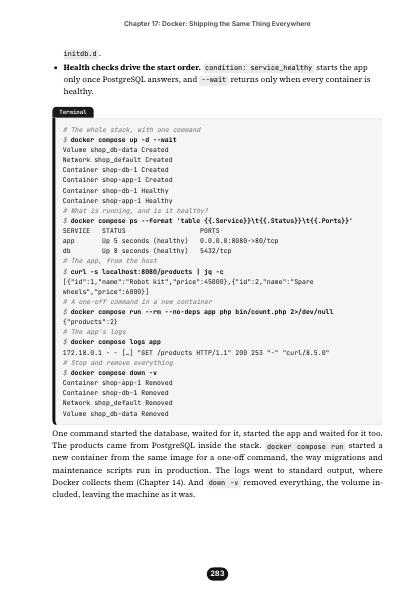 Chapter 17: Docker: Shipping the Same Thing Everywhere
initdb.d .
• Health checks drive the start order. condition: service_healthy starts the app
only once PostgreSQL answers, and --wait returns only when every container is
healthy.
Terminal
# The whole stack, with one command
$ docker compose up -d --wait
Volume shop_db-data Created
Network shop_default Created
Container shop-db-1 Created
Container shop-app-1 Created
Container shop-db-1 Healthy
Container shop-app-1 Healthy
# What is running, and is it healthy?
$ docker compose ps --format 'table {{.Service}}\t{{.Status}}\t{{.Ports}}'
SERVICE STATUS PORTS
app Up 5 seconds (healthy) 0.0.0.0:8080->80/tcp
db Up 8 seconds (healthy) 5432/tcp
# The app, from the host
$ curl -s localhost:8080/products | jq -c
[{"id":1,"name":"Robot kit","price":45000},{"id":2,"name":"Spare
wheels","price":6000}]
# A one-off command in a new container
$ docker compose run --rm --no-deps app php bin/count.php 2>/dev/null
{"products":2}
# The app's logs
$ docker compose logs app
172.18.0.1 - - […] "GET /products HTTP/1.1" 200 253 "-" "curl/8.5.0"
# Stop and remove everything
$ docker compose down -v
Container shop-app-1 Removed
Container shop-db-1 Removed
Network shop_default Removed
Volume shop_db-data Removed
One command started the database, waited for it, started the app and waited for it too.
The products came from PostgreSQL inside the stack. docker compose run started a
new container from the same image for a one-off command, the way migrations and
maintenance scripts run in production. The logs went to standard output, where
Docker collects them (Chapter 14). And down -v removed everything, the volume in-
cluded, leaving the machine as it was.
283